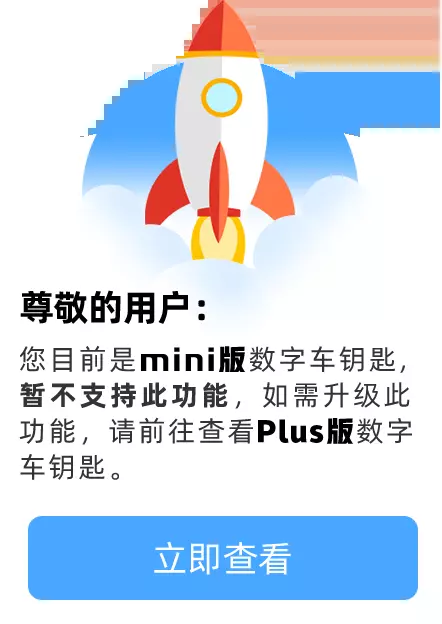 尊敬的用户：
您目前是mini版数字车钥匙，
暂不支持此功能，如需升级此
功能，请前往查看Plus版数字
车钥匙。
立即查看